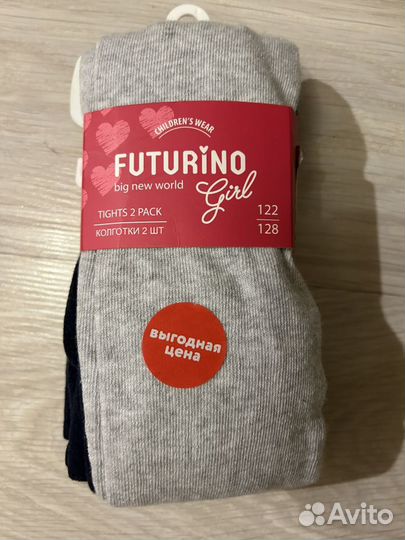 CHILDREN'S WEAR
FUTURINO
big new world
Girl
TIGHTS 2 PACK
КОЛГОТКИ 2 ШТ
122
128
выгодная
цена
Avito